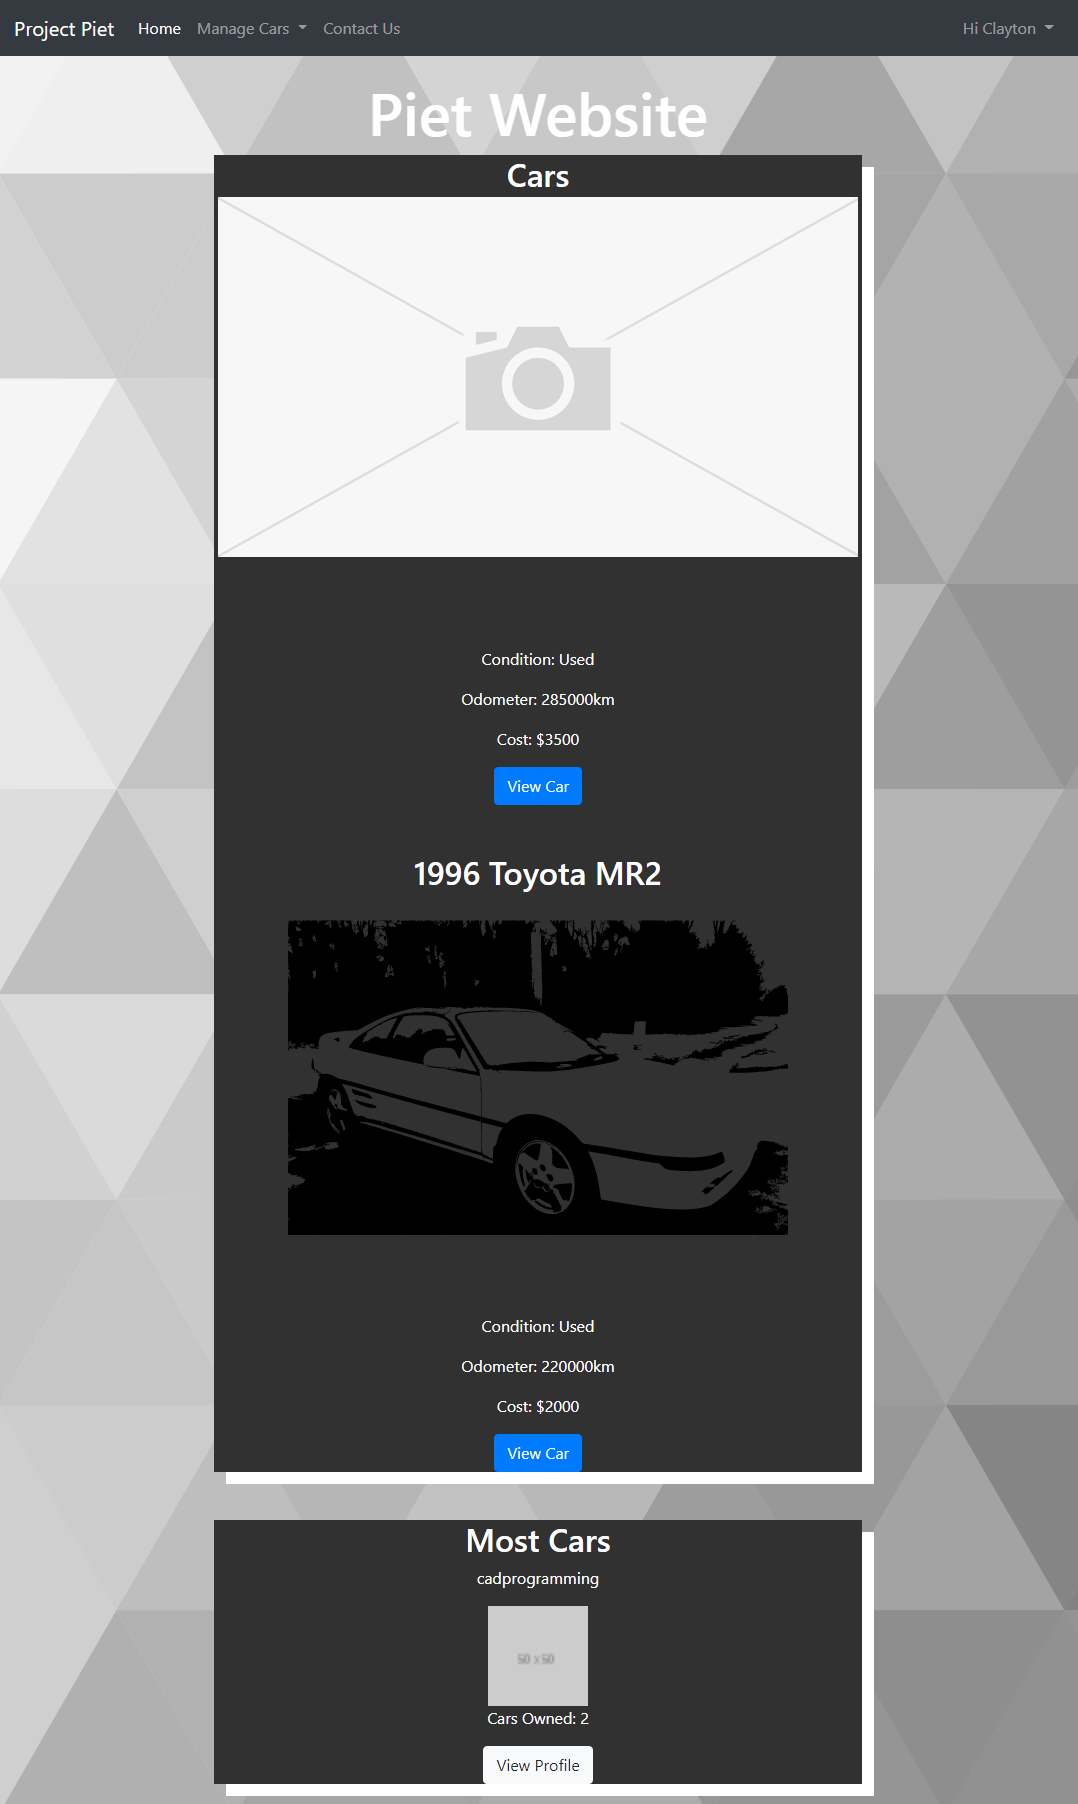 Project Piet Home Manage Cars Contact Us Hi Clayton
Piet Website
Cars
Condition: Used
Odometer: 285000km
Cost: $3500
View Car
1996 Toyota MR2
Condition: Used
Odometer: 220000km
Cost: $2000
View Car
Most Cars
cadprogramming
50 x 50
Cars Owned: 2
View Profile